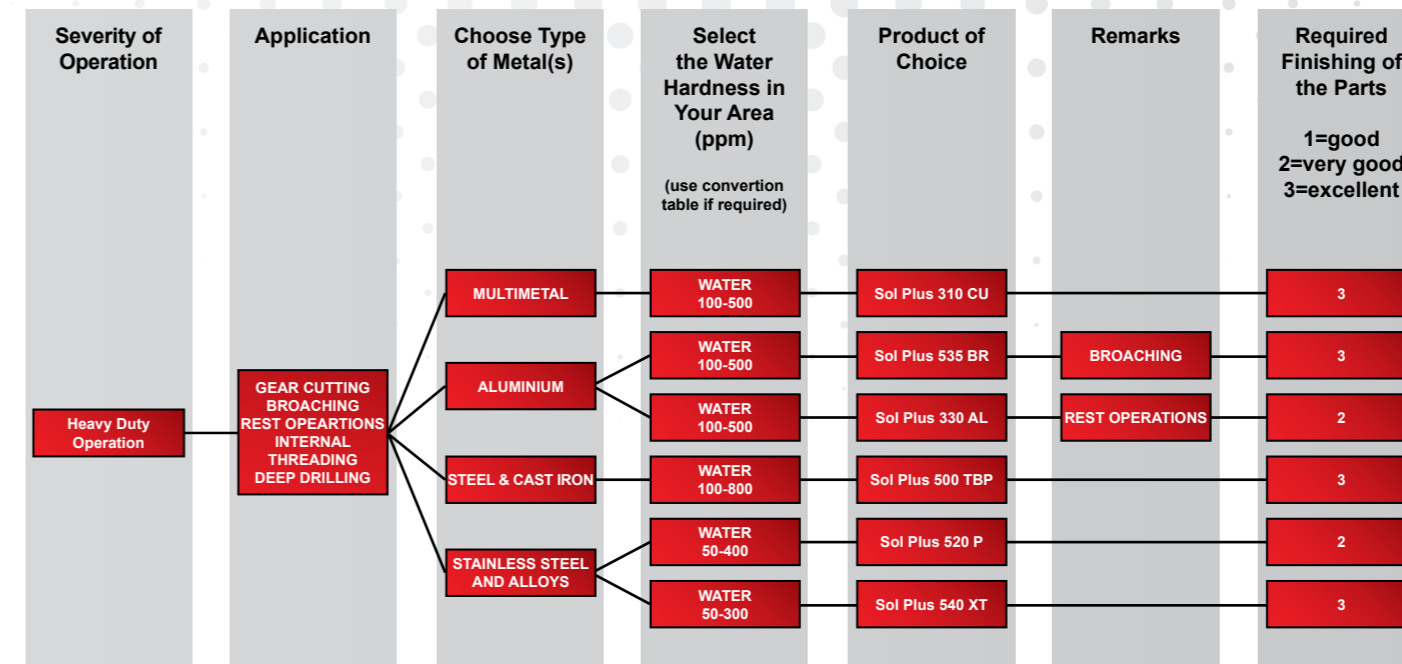 Severity of
Operation
Application
Choose Type
of Metal(s)
Select
the Water
Hardness in
Your Area
(ppm)
(use convertion
table if required)
Product of
Choice
Remarks
Required
Finishing of
the Parts
1=good
2=very good
3=excellent
Heavy Duty
Operation
GEAR CUTTING
BROACHING
REST OPEARTIONS
INTERNAL
THREADING
DEEP DRILLING
MULTIMETAL
WATER
100-500
Sol Plus 310 CU
3
ALUMINIUM
WATER
100-500
Sol Plus 535 BR
BROACHING
3
WATER
100-500
Sol Plus 330 AL
REST OPERATIONS
2
STEEL & CAST IRON
WATER
100-800
Sol Plus 500 TBP
3
STAINLESS STEEL
AND ALLOYS
WATER
50-400
Sol Plus 520 P
2
WATER
50-300
Sol Plus 540 XT
3